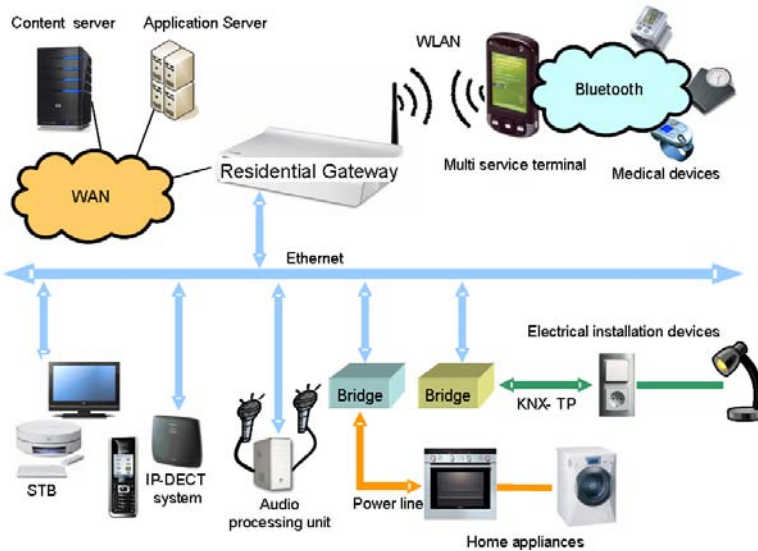 Content server
Application Server
WLAN
Bluetooth
Multi service terminal
Medical devices
WAN
Residential Gateway
Ethernet
Electrical installation devices
Bridge
Bridge
KNX- TP
STB
IP-DECT
system
Audio
processing unit
Power line
Home appliances